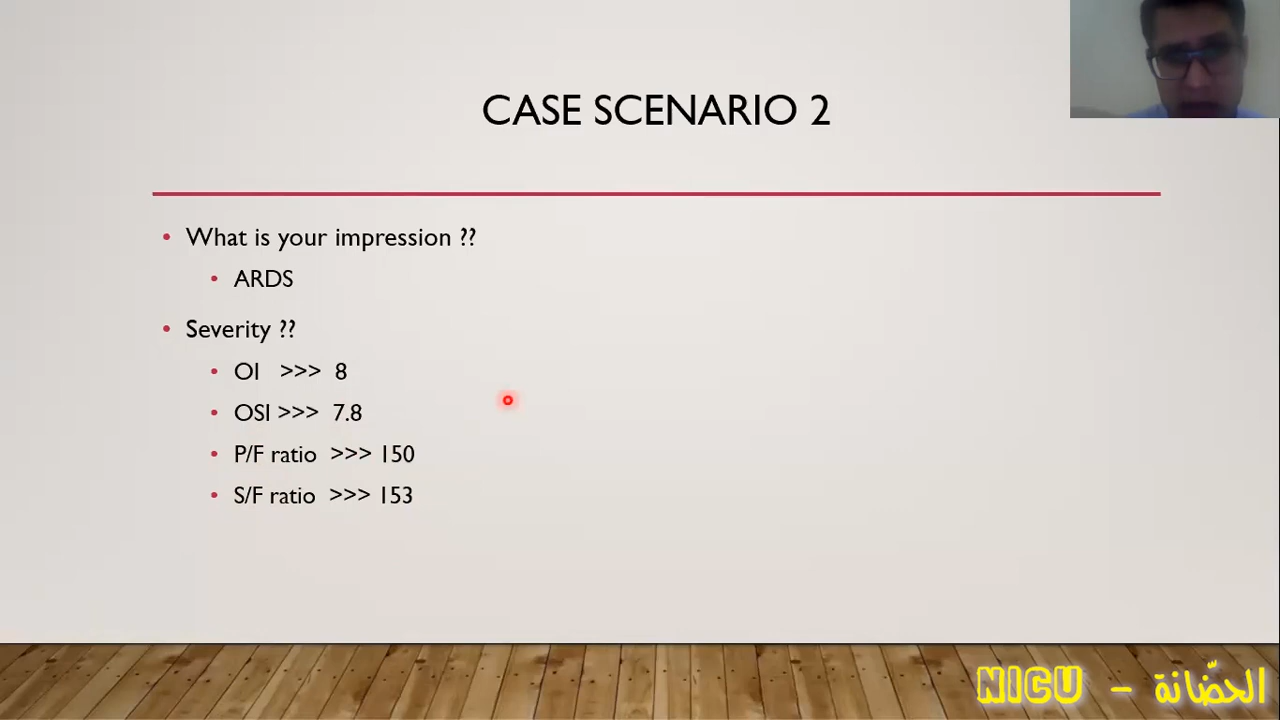 CASE SCENARIO 2
• What is your impression ??
• ARDS
• Severity ??
• OI >>> 8
• OSI >>> 7.8
• P/F ratio >>> 150
• S/F ratio >>> 153
NICU - الحضّانة